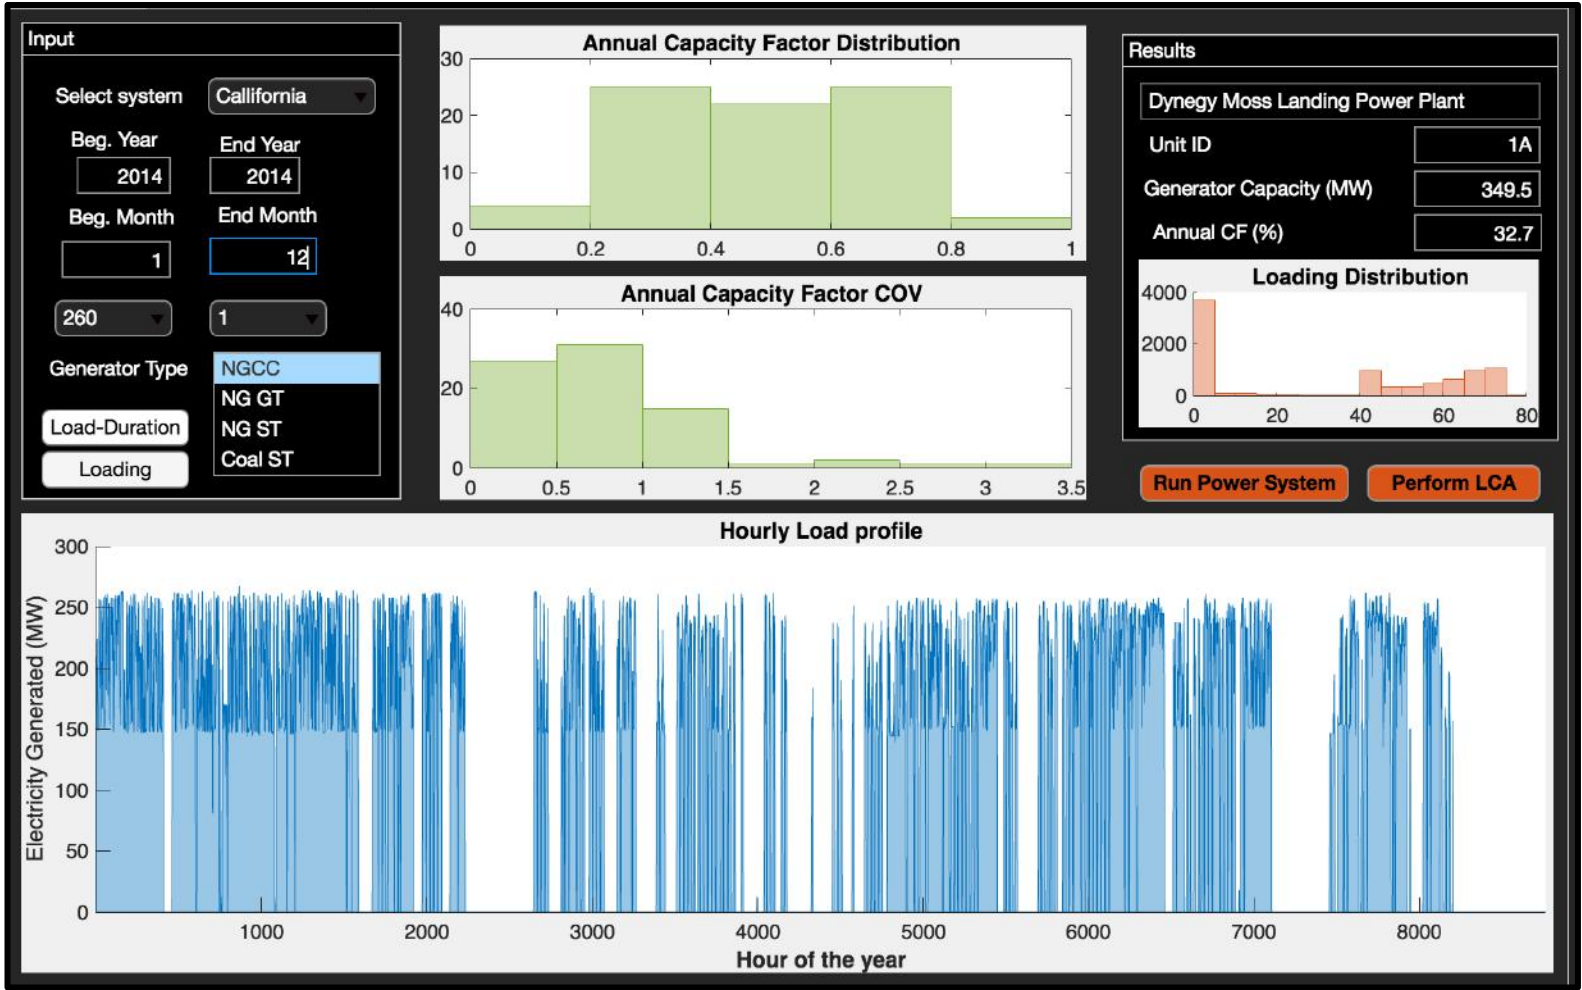 Input
Select system
Callifornia
Beg. Year
End Year
2014
2014
Beg. Month
End Month
1
12
260
1
Generator Type
NGCC
NG GT
NG ST
Coal ST
Load-Duration
Loading
Annual Capacity Factor Distribution
30
20
10
0
0 0.2 0.4 0.6 0.8 1
Annual Capacity Factor COV
40
20
0
0 0.5 1 1.5 2 2.5 3 3.5
Results
Dynegy Moss Landing Power Plant
Unit ID 1A
Generator Capacity (MW) 349.5
Annual CF (%) 32.7
Loading Distribution
4000
2000
0
0 20 40 60 80
Run Power System
Perform LCA
Hourly Load profile
Electricity Generated (MW)
300
250
200
150
100
50
0
1000 2000 3000 4000 5000 6000 7000 8000
Hour of the year